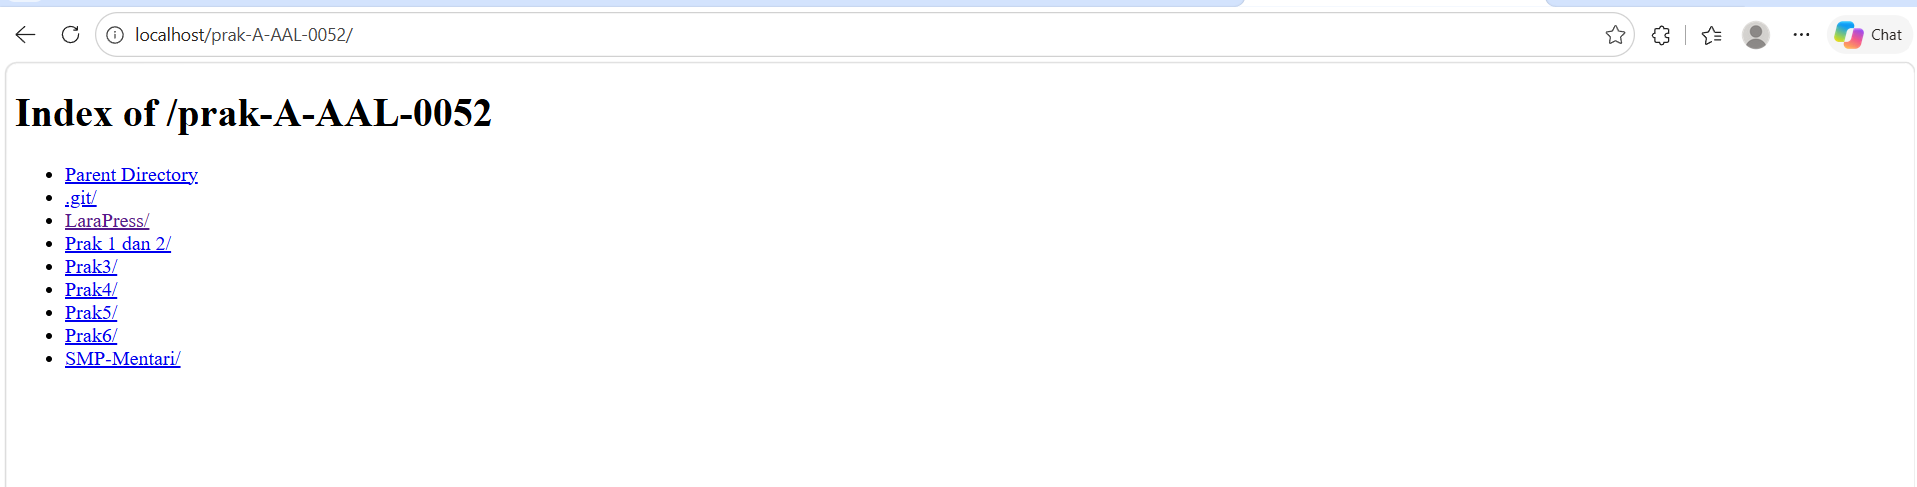 localhost/prak-A-AAL-0052/
Chat
Index of /prak-A-AAL-0052
Parent Directory
.git/
LaraPress/
Prak 1 dan 2/
Prak3/
Prak4/
Prak5/
Prak6/
SMP-Mentari/